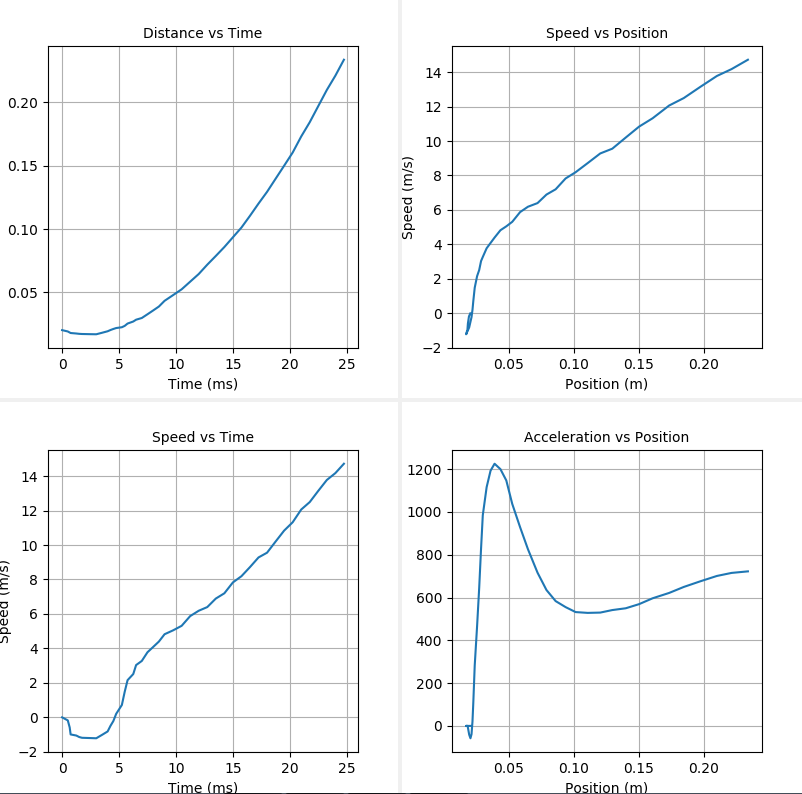 Distance vs Time
0.20
0.15
0.10
0.05
0 5 10 15 20 25
Time (ms)
Speed vs Position
Speed (m/s)
14
12
10
8
6
4
2
0
−2
0.05 0.10 0.15 0.20
Position (m)
Speed vs Time
Speed (m/s)
14
12
10
8
6
4
2
0
−2
0 5 10 15 20 25
Time (ms)
Acceleration vs Position
1200
1000
800
600
400
200
0
0.05 0.10 0.15 0.20
Position (m)